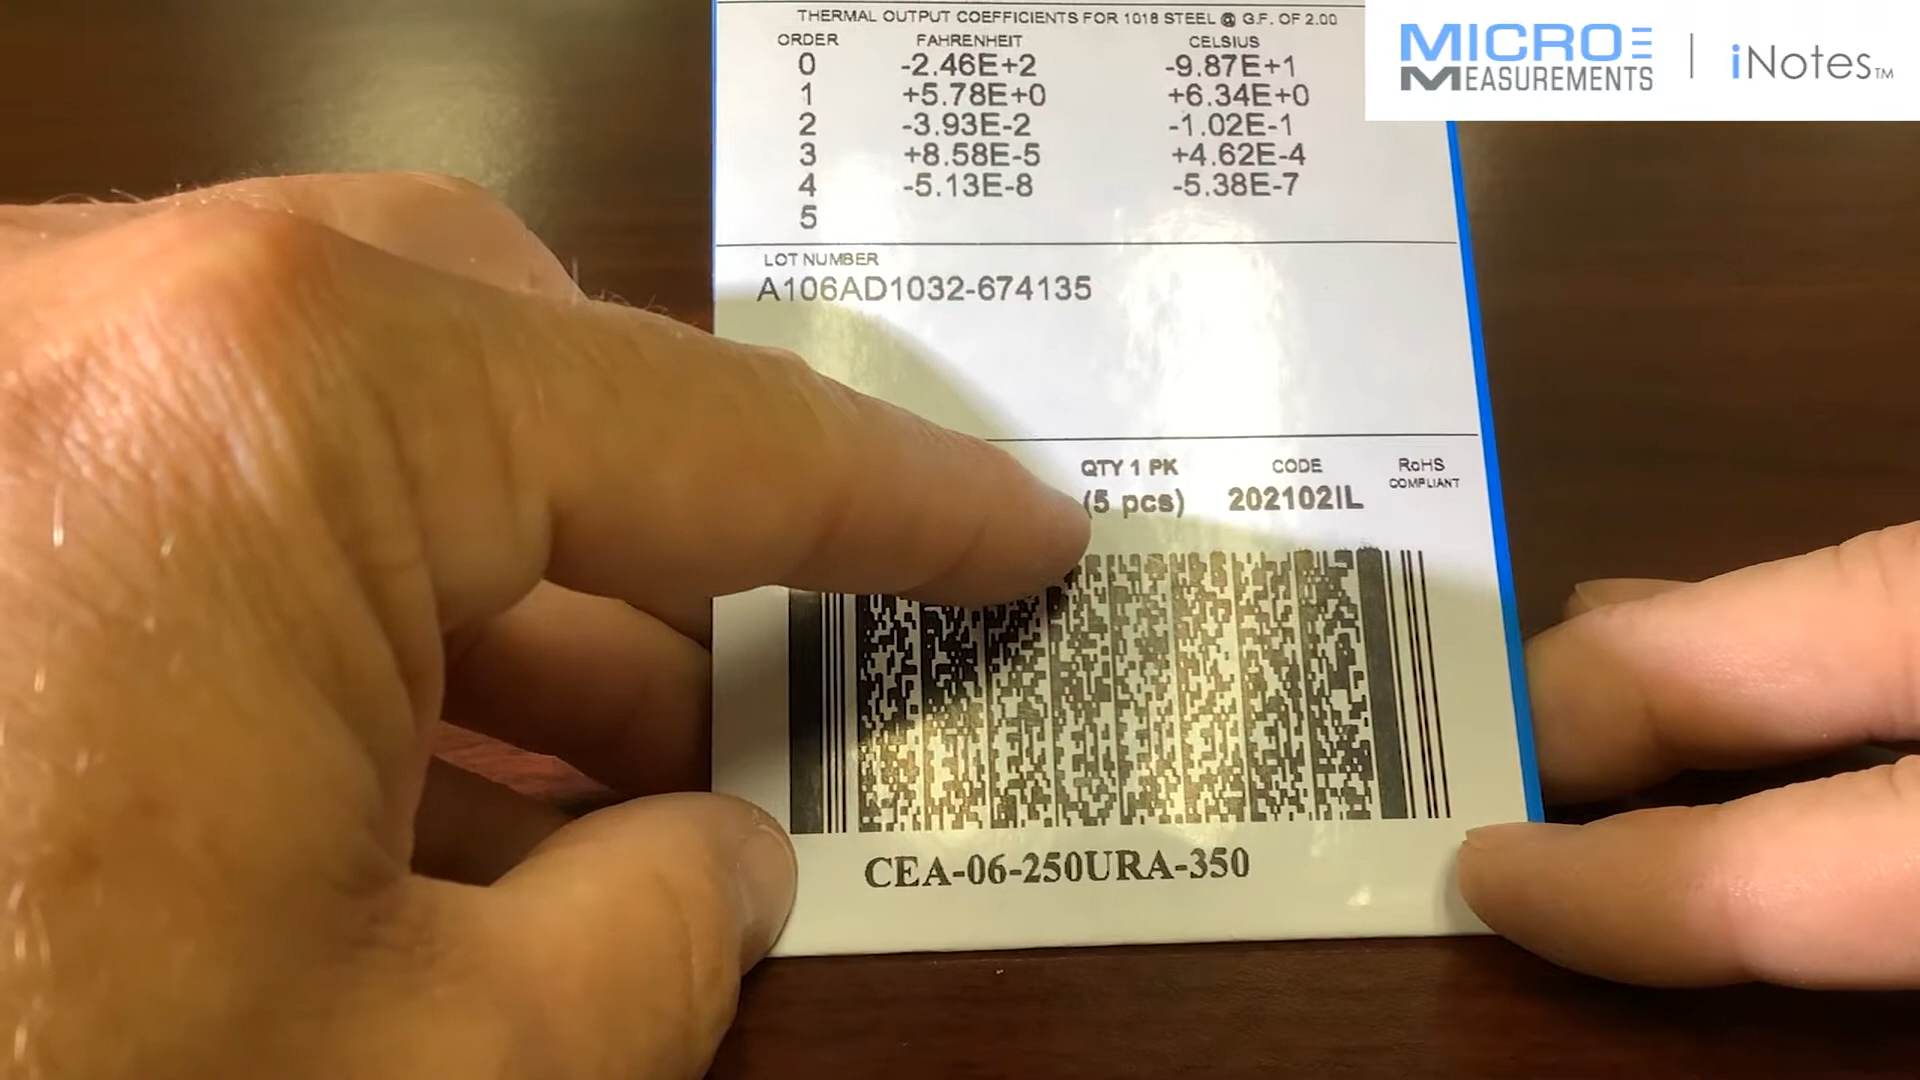 THERMAL OUTPUT COEFFICIENTS FOR 1018 STEEL @ G.F. OF 2.00
ORDER FAHRENHEIT CELSIUS
0 -2.46E+2 -9.87E+1
1 +5.78E+0 +6.34E+0
2 -3.93E-2 -1.02E-1
3 +8.58E-5 +4.62E-4
4 -5.13E-8 -5.38E-7
5
LOT NUMBER
A106AD1032-674135
QTY 1 PK CODE RoHS
COMPLIANT
(5 pcs) 202102IL
CEA-06-250URA-350
MICRO
MEASUREMENTS
iNotes™